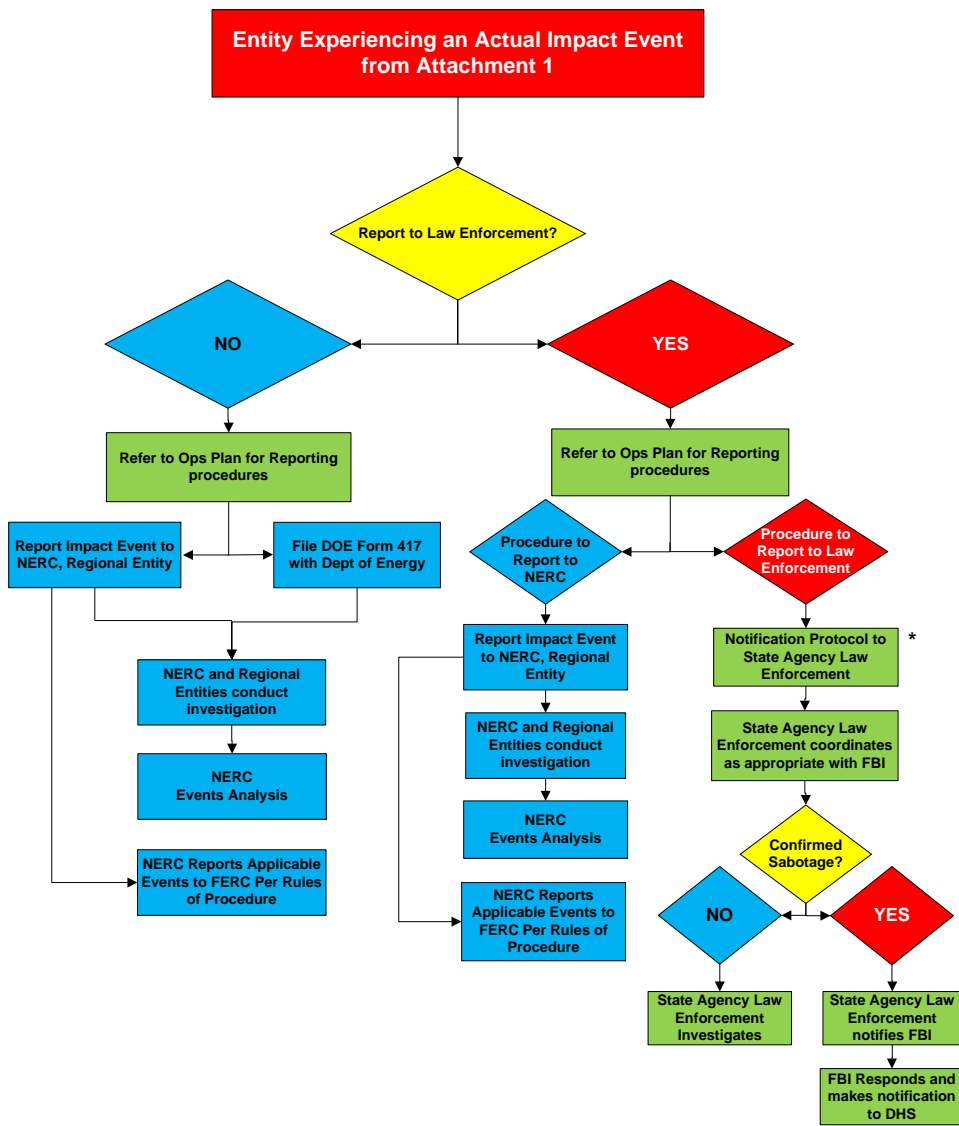 Entity Experiencing an Actual Impact Event
from Attachment 1
Report to Law Enforcement?
NO
YES
Refer to Ops Plan for Reporting
procedures
Refer to Ops Plan for Reporting
procedures
Report Impact Event to
NERC, Regional Entity
File DOE Form 417
with Dept of Energy
Procedure to
Report to
NERC
Procedure to
Report to Law
Enforcement
NERC and Regional
Entities conduct
investigation
Report Impact Event
to NERC, Regional
Entity
Notification Protocol to
State Agency Law
Enforcement
*
NERC
Events Analysis
NERC and Regional
Entities conduct
investigation
State Agency Law
Enforcement coordinates
as appropriate with FBI
NERC
Events Analysis
Confirmed
Sabotage?
NERC Reports Applicable
Events to FERC Per Rules
of Procedure
NERC Reports
Applicable Events to
FERC Per Rules of
Procedure
NO
YES
State Agency Law
Enforcement
Investigates
State Agency Law
Enforcement
notifies FBI
FBI Responds and
makes notification
to DHS